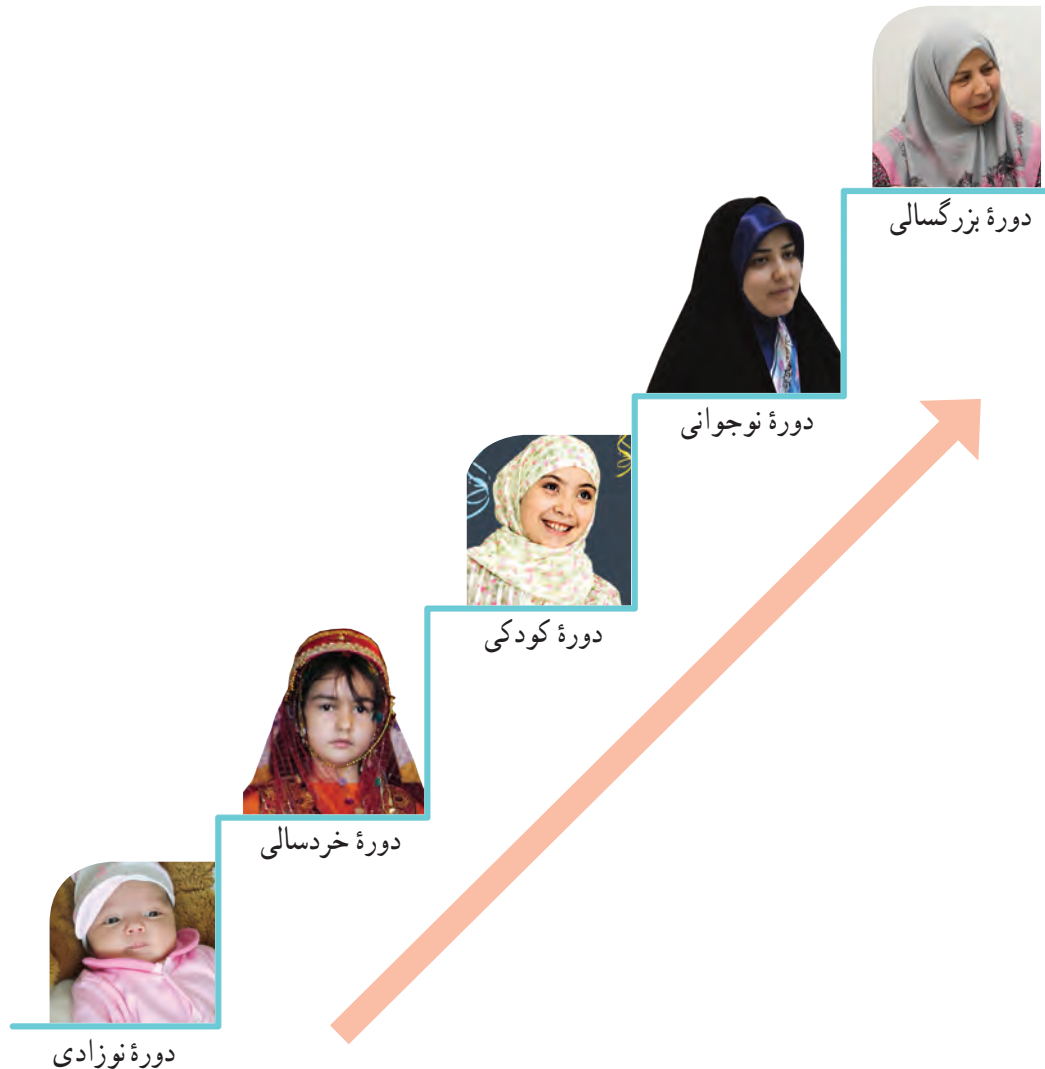 دورهٔ بزرگسالی
دورهٔ نوجوانی
دورهٔ کودکی
دورهٔ خردسالی
دورهٔ نوزادی